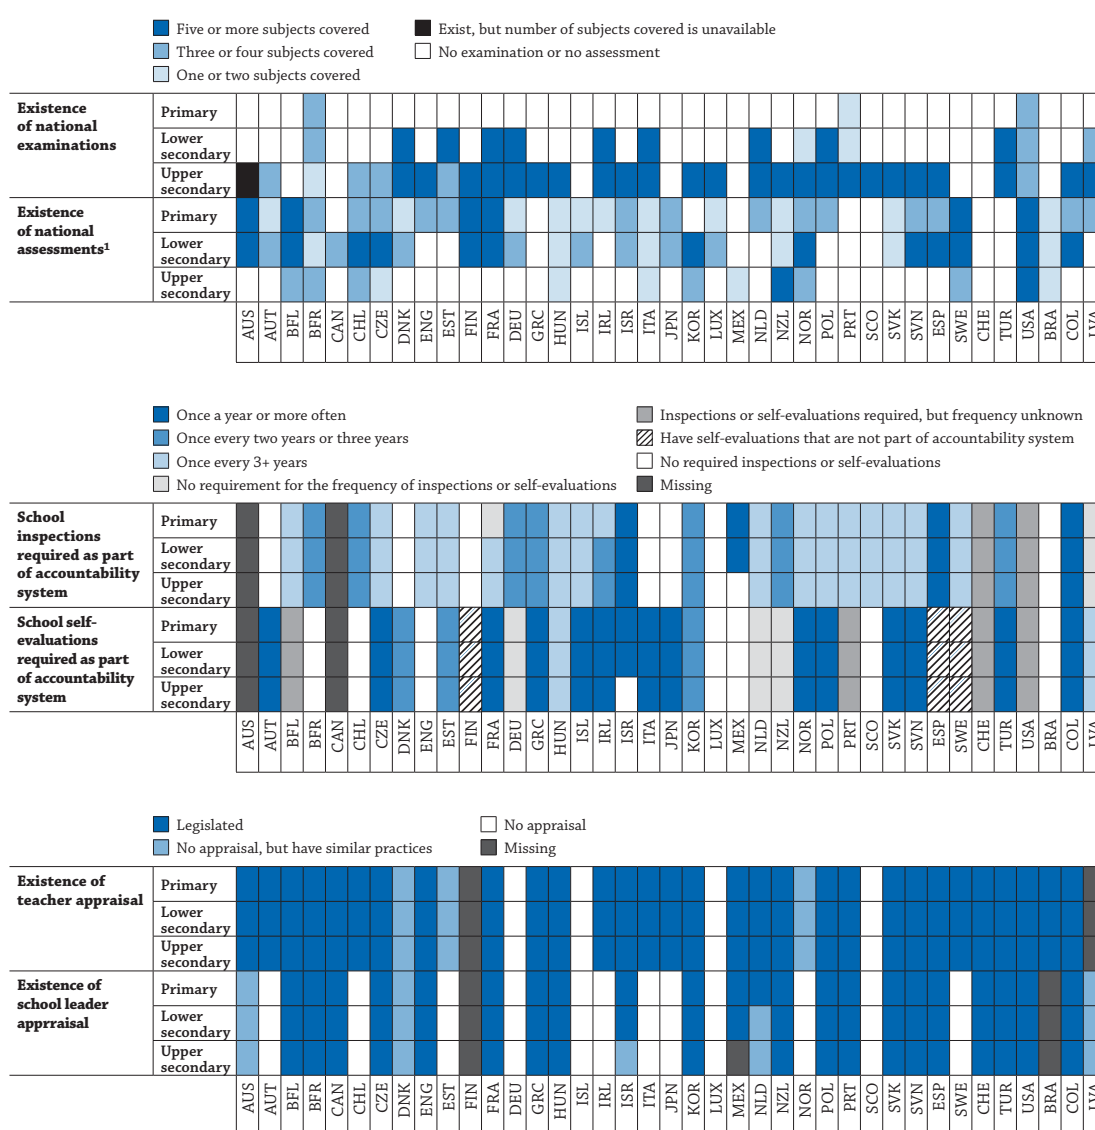 Five or more subjects covered
Exist, but number of subjects covered is unavailable
Three or four subjects covered
No examination or no assessment
One or two subjects covered
Existence
of national
examinations
Primary
Lower
secondary
Upper
secondary
Existence
of national
assessments¹
Primary
Lower
secondary
Upper
secondary
AUS AUT BFL BFR CAN CHL CZE DNK ENG EST FIN FRA DEU GRC HUN ISL IRL ISR ITA JPN KOR LUX MEX NLD NZL NOR POL PRT SCO SVK SVN ESP SWE CHE TUR USA BRA COL LVA
Once a year or more often
Inspections or self-evaluations required, but frequency unknown
Once every two years or three years
Have self-evaluations that are not part of accountability system
Once every 3+ years
No required inspections or self-evaluations
No requirement for the frequency of inspections or self-evaluations
Missing
School
inspections
required as part
of accountability
system
Primary
Lower
secondary
Upper
secondary
School self-
evaluations
required as part
of accountability
system
Primary
Lower
secondary
Upper
secondary
AUS AUT BFL BFR CAN CHL CZE DNK ENG EST FIN FRA DEU GRC HUN ISL IRL ISR ITA JPN KOR LUX MEX NLD NZL NOR POL PRT SCO SVK SVN ESP SWE CHE TUR USA BRA COL LVA
Legislated
No appraisal
No appraisal, but have similar practices
Missing
Existence of
teacher appraisal
Primary
Lower
secondary
Upper
secondary
Existence of
school leader
apprraisal
Primary
Lower
secondary
Upper
secondary
AUS AUT BFL BFR CAN CHL CZE DNK ENG EST FIN FRA DEU GRC HUN ISL IRL ISR ITA JPN KOR LUX MEX NLD NZL NOR POL PRT SCO SVK SVN ESP SWE CHE TUR USA BRA COL LVA